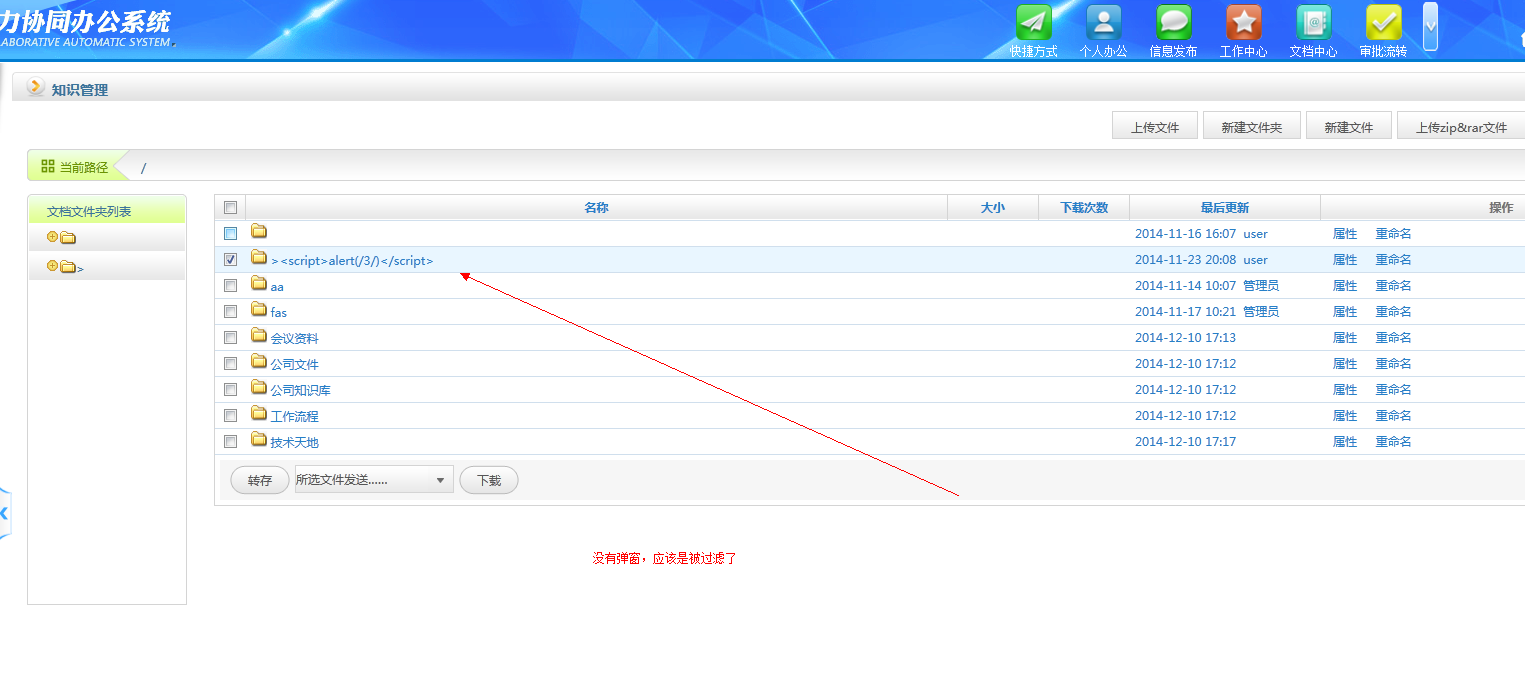 力协同办公系统
ABORATIVE AUTOMATIC SYSTEM
快捷方式 个人办公 信息发布 工作中心 文档中心 审批流转
知识管理
上传文件 新建文件夹 新建文件 上传zip&rar文件
当前路径 /
文档文件夹列表
>
名称 大小 下载次数 最后更新 操作
2014-11-16 16:07 user 属性 重命名
><script>alert(/3/)</script> 2014-11-23 20:08 user 属性 重命名
aa 2014-11-14 10:07 管理员 属性 重命名
fas 2014-11-17 10:21 管理员 属性 重命名
会议资料 2014-12-10 17:13 属性 重命名
公司文件 2014-12-10 17:12 属性 重命名
公司知识库 2014-12-10 17:12 属性 重命名
工作流程 2014-12-10 17:12 属性 重命名
技术天地 2014-12-10 17:17 属性 重命名
转存 所选文件发送...... 下载
没有弹窗，应该是被过滤了